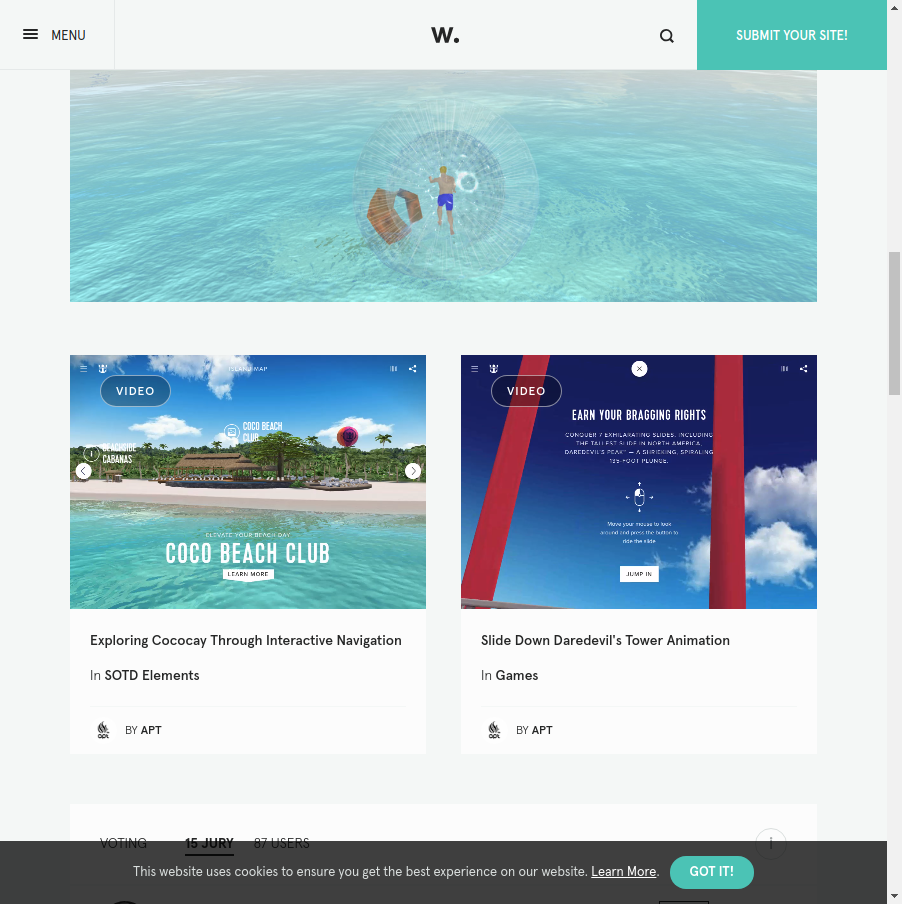 MENU
W.
SUBMIT YOUR SITE!
ISLAND MAP
VIDEO
COCO BEACH
CLUB
BEACHSIDE
CABANAS
ELEVATE YOUR BEACH DAY
COCO BEACH CLUB
LEARN MORE
VIDEO
EARN YOUR BRAGGING RIGHTS
CONQUER 7 EXHILARATING SLIDES, INCLUDING
THE TALLEST SLIDE IN NORTH AMERICA,
DAREDEVIL'S PEAK℠ — A SHRIEKING, SPIRALING
135-FOOT PLUNGE.
Move your mouse to look
around and press the button to
ride the slide
JUMP IN
Exploring Cococay Through Interactive Navigation
In SOTD Elements
BY APT
Slide Down Daredevil's Tower Animation
In Games
BY APT
VOTING 15 JURY 87 USERS
i
This website uses cookies to ensure you get the best experience on our website. Learn More.
GOT IT!